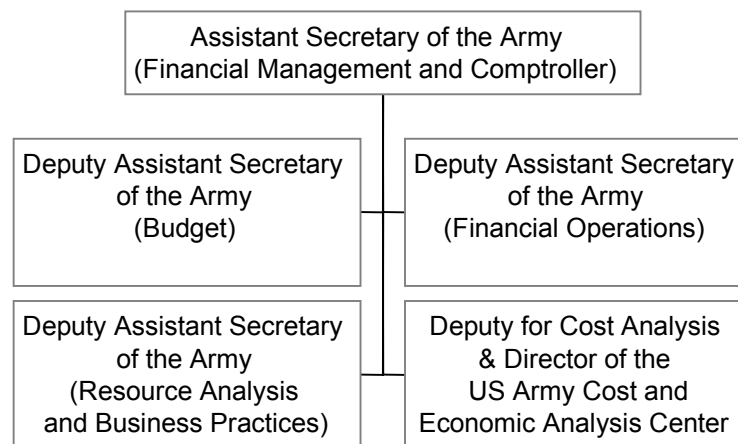 Assistant Secretary of the Army
(Financial Management and Comptroller)
Deputy Assistant Secretary
of the Army
(Budget)
Deputy Assistant Secretary
of the Army
(Financial Operations)
Deputy Assistant Secretary
of the Army
(Resource Analysis
and Business Practices)
Deputy for Cost Analysis
& Director of the
US Army Cost and
Economic Analysis Center